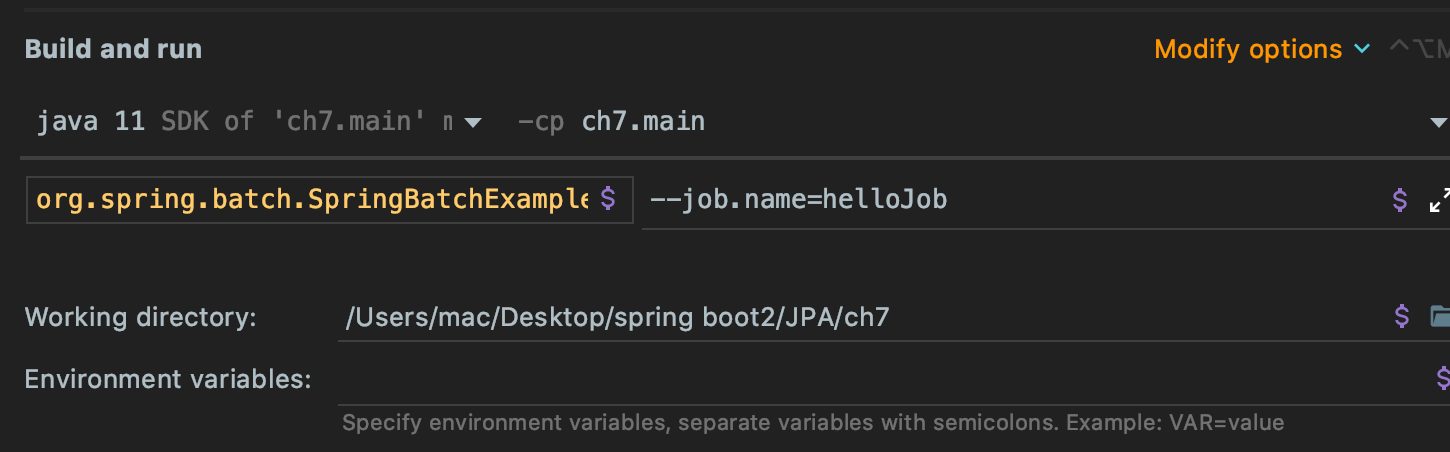 Build and run
Modify options ⌃⌥M
java 11 SDK of 'ch7.main' -cp ch7.main
org.spring.batch.SpringBatchExample $ --job.name=helloJob $
Working directory: /Users/mac/Desktop/spring boot2/JPA/ch7 $
Environment variables: $
Specify environment variables, separate variables with semicolons. Example: VAR=value